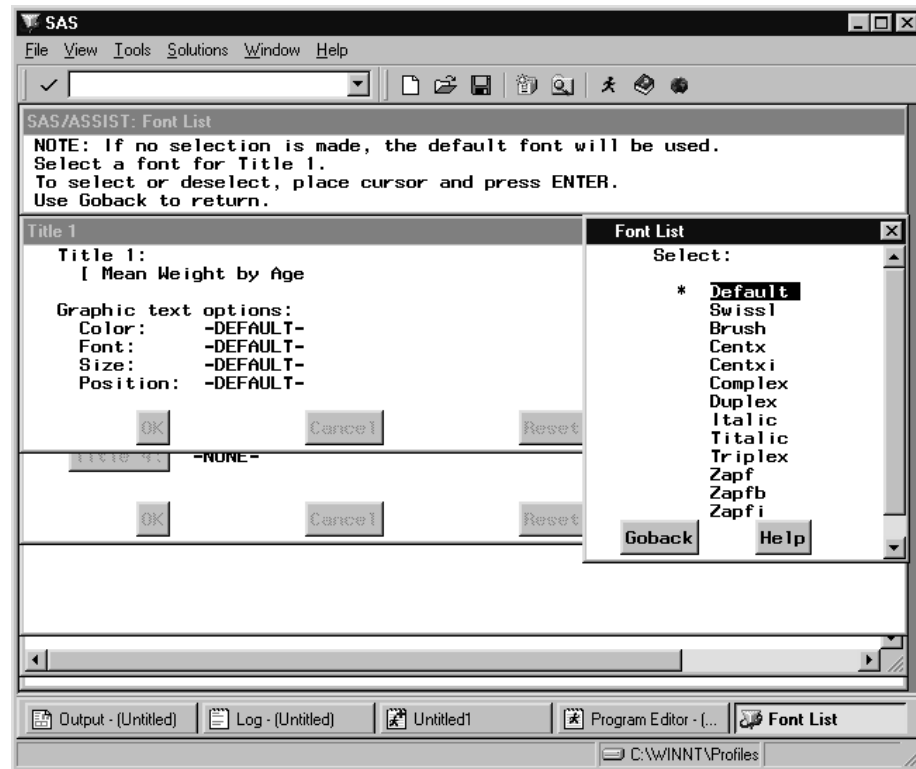 SAS
File View Tools Solutions Window Help
SAS/ASSIST: Font List
NOTE: If no selection is made, the default font will be used.
Select a font for Title 1.
To select or deselect, place cursor and press ENTER.
Use Goback to return.
Title 1
Title 1:
[ Mean Weight by Age
Graphic text options:
Color: -DEFAULT-
Font: -DEFAULT-
Size: -DEFAULT-
Position: -DEFAULT-
OK Cancel Reset
Title 4: -NONE-
OK Cancel Reset
Font List
Select:
* Default
Swissl
Brush
Centx
Centxi
Complex
Duplex
Italic
Titalic
Triplex
Zapf
Zapfb
Zapfi
Goback Help
Output - (Untitled) Log - (Untitled) Untitled1 Program Editor - (... Font List
C:\WINNT\Profiles